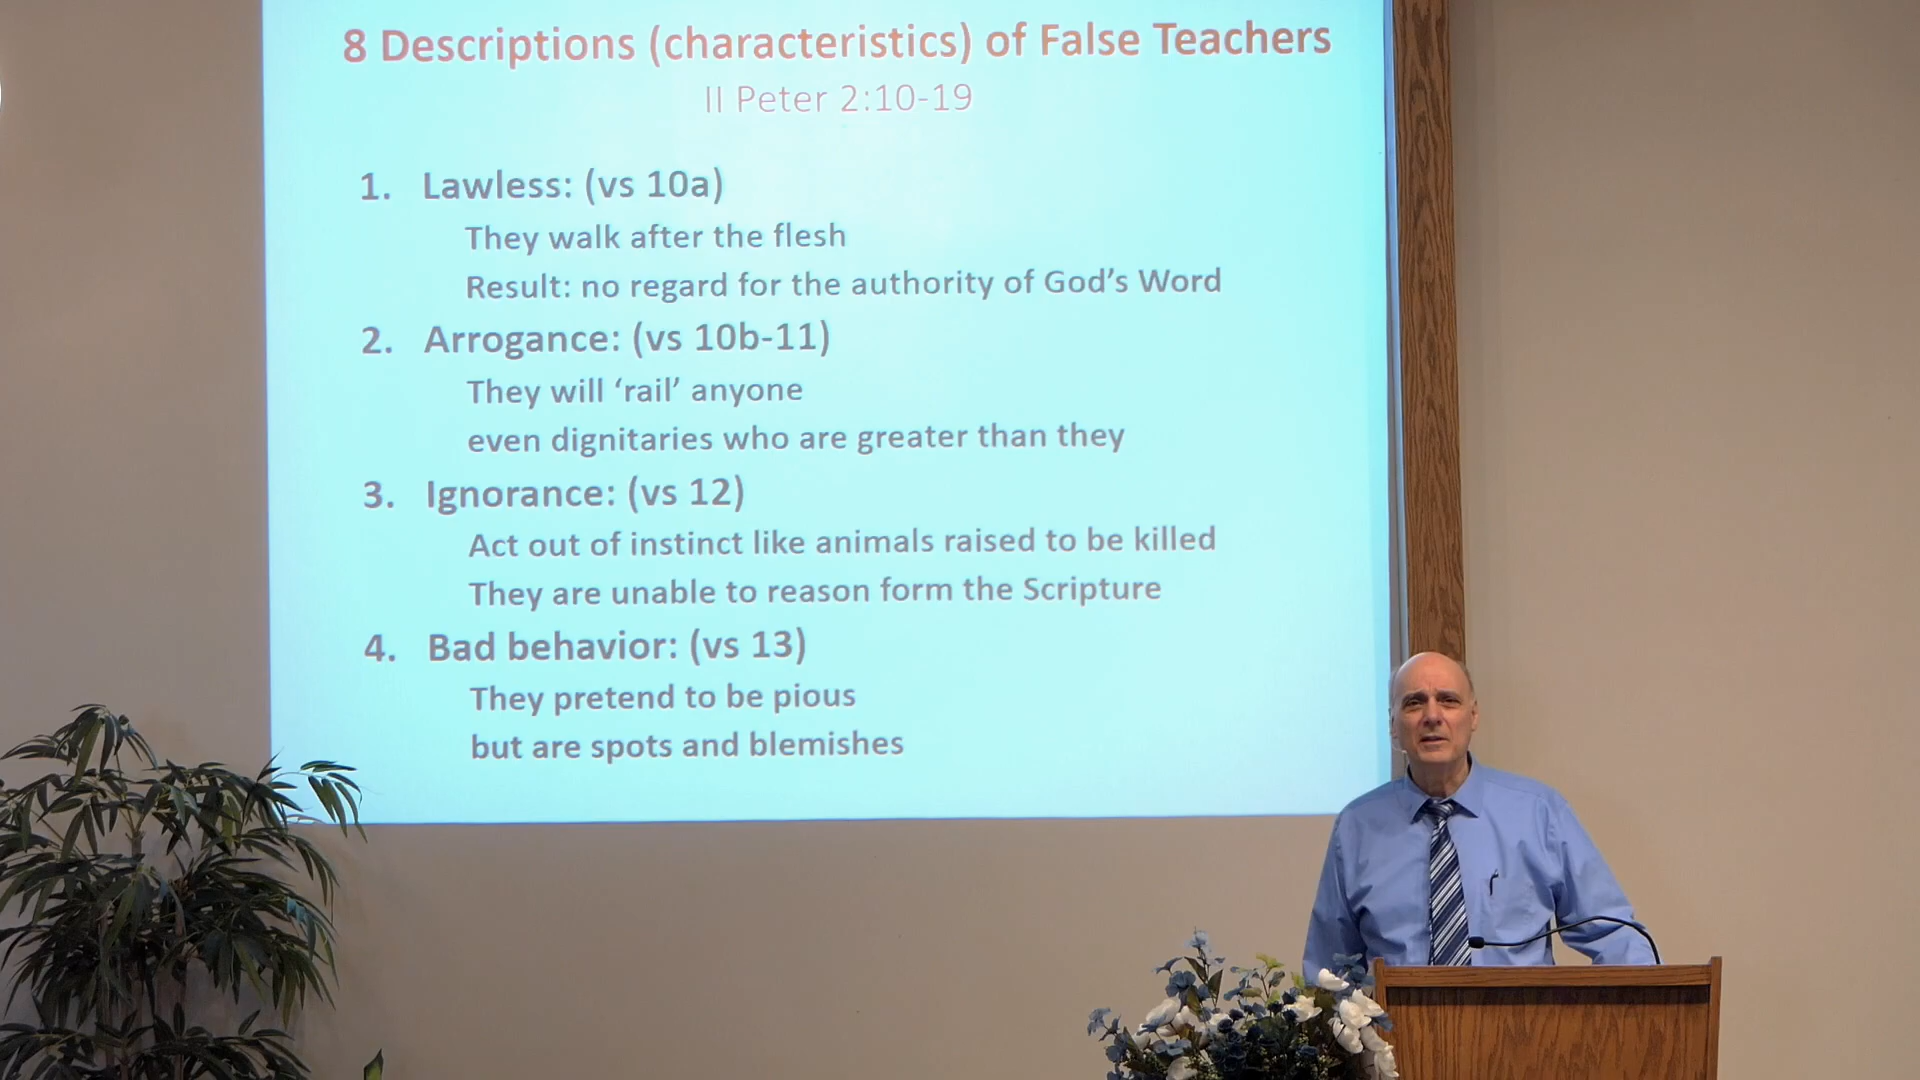 8 Descriptions (characteristics) of False Teachers
II Peter 2:10-19
1. Lawless: (vs 10a)
They walk after the flesh
Result: no regard for the authority of God’s Word
2. Arrogance: (vs 10b-11)
They will ‘rail’ anyone
even dignitaries who are greater than they
3. Ignorance: (vs 12)
Act out of instinct like animals raised to be killed
They are unable to reason form the Scripture
4. Bad behavior: (vs 13)
They pretend to be pious
but are spots and blemishes